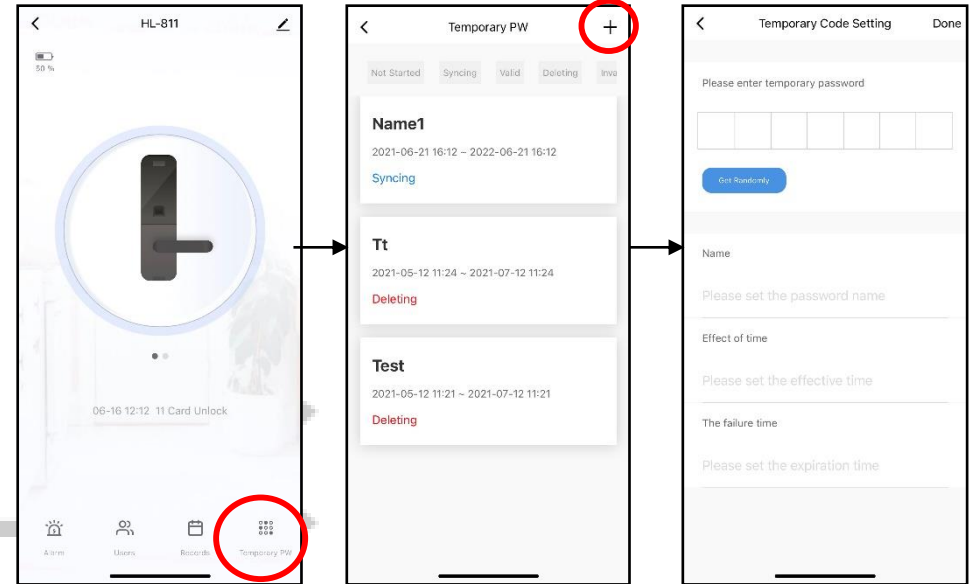 HL-811
50 %
06-16 12:12 11 Card Unlock
Alarm
Users
Records
Temporary PW
Temporary PW
Not Started
Syncing
Valid
Deleting
Inva
Name1
2021-06-21 16:12 ~ 2022-06-21 16:12
Syncing
Tt
2021-05-12 11:24 ~ 2021-07-12 11:24
Deleting
Test
2021-05-12 11:21 ~ 2021-07-12 11:21
Deleting
Temporary Code Setting
Done
Please enter temporary password
Get Randomly
Name
Please set the password name
Effect of time
Please set the effective time
The failure time
Please set the expiration time